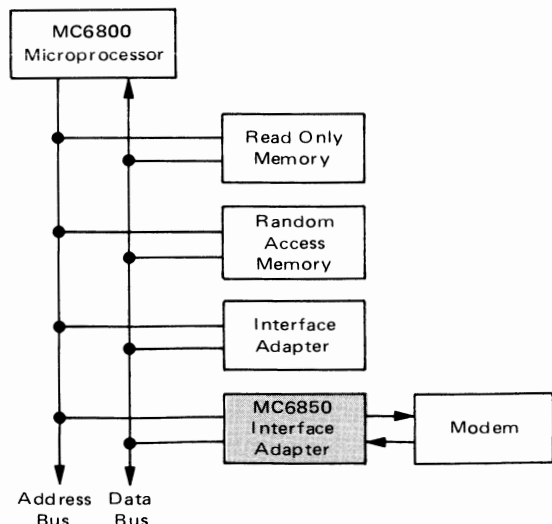 MC6800
Microprocessor
Read Only
Memory
Random
Access
Memory
Interface
Adapter
MC6850
Interface
Adapter
Modem
Address
Bus
Data
Bus